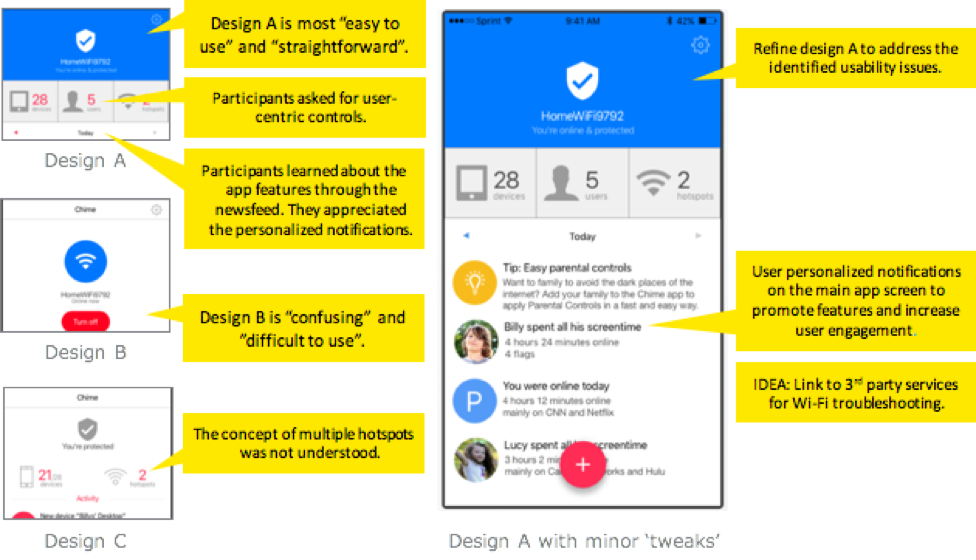 HomeWiFi9792
You're online & protected
28
devices
5
users
2
hotspots
Today
Design A
Chime
HomeWiFi9792
Online now
Turn off
Design B
Chime
You're protected
21/28
devices
2
hotspots
Activity
New device "Billys' Desktop"
Design C
Design A is most “easy to
use” and “straightforward”.
Participants asked for user-
centric controls.
Participants learned about the
app features through the
newsfeed. They appreciated
the personalized notifications.
Design B is “confusing” and
”difficult to use”.
The concept of multiple hotspots
was not understood.
Sprint 9:41 AM 42%
HomeWiFi9792
You're online & protected
28
devices
5
users
2
hotspots
Today
Tip: Easy parental controls
Want to family to avoid the dark places of the
internet? Add your family to the Chime app to
apply Parental Controls in a fast and easy way.
Billy spent all his screentime
4 hours 24 minutes online
4 flags
P
You were online today
4 hours 12 minutes online
mainly on CNN and Netflix
Lucy spent all screentime
3 hours 2
mainly on and Hulu
+
Design A with minor ‘tweaks’
Refine design A to address the
identified usability issues.
User personalized notifications
on the main app screen to
promote features and increase
user engagement.
IDEA: Link to 3rd party services
for Wi-Fi troubleshooting.